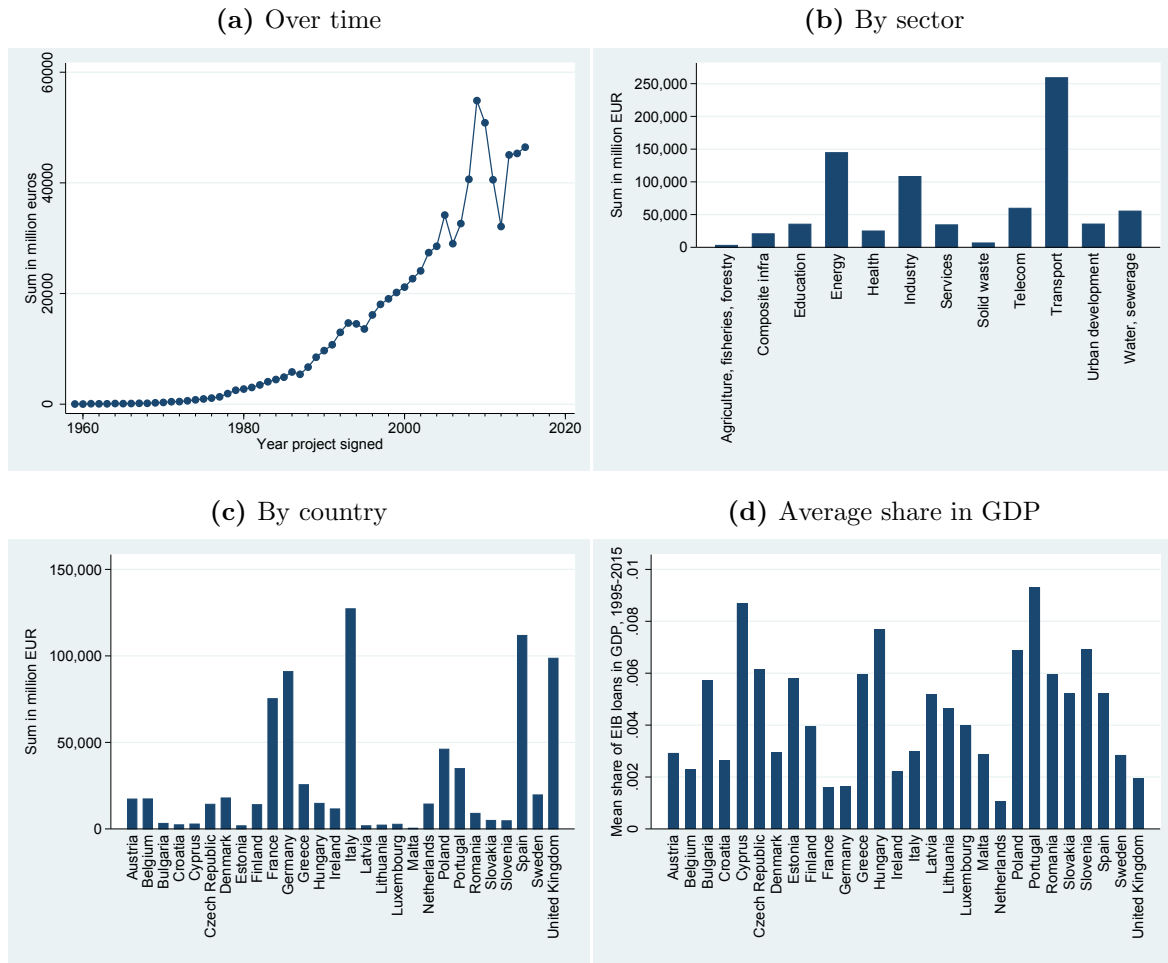 (a) Over time
Sum in million euros
60000
40000
20000
0
1960
1980
2000
2020
Year project signed
(b) By sector
Sum in million EUR
250,000
200,000
150,000
100,000
50,000
0
Agriculture, fisheries, forestry
Composite infra
Education
Energy
Health
Industry
Services
Solid waste
Telecom
Transport
Urban development
Water, sewerage
(c) By country
Sum in million EUR
150,000
100,000
50,000
0
Austria
Belgium
Bulgaria
Croatia
Cyprus
Czech Republic
Denmark
Estonia
Finland
France
Germany
Greece
Hungary
Ireland
Italy
Latvia
Lithuania
Luxembourg
Malta
Netherlands
Poland
Portugal
Romania
Slovakia
Slovenia
Spain
Sweden
United Kingdom
(d) Average share in GDP
Mean share of EIB loans in GDP, 1995-2015
.01
.008
.006
.004
.002
0
Austria
Belgium
Bulgaria
Croatia
Cyprus
Czech Republic
Denmark
Estonia
Finland
France
Germany
Greece
Hungary
Ireland
Italy
Latvia
Lithuania
Luxembourg
Malta
Netherlands
Poland
Portugal
Romania
Slovakia
Slovenia
Spain
Sweden
United Kingdom